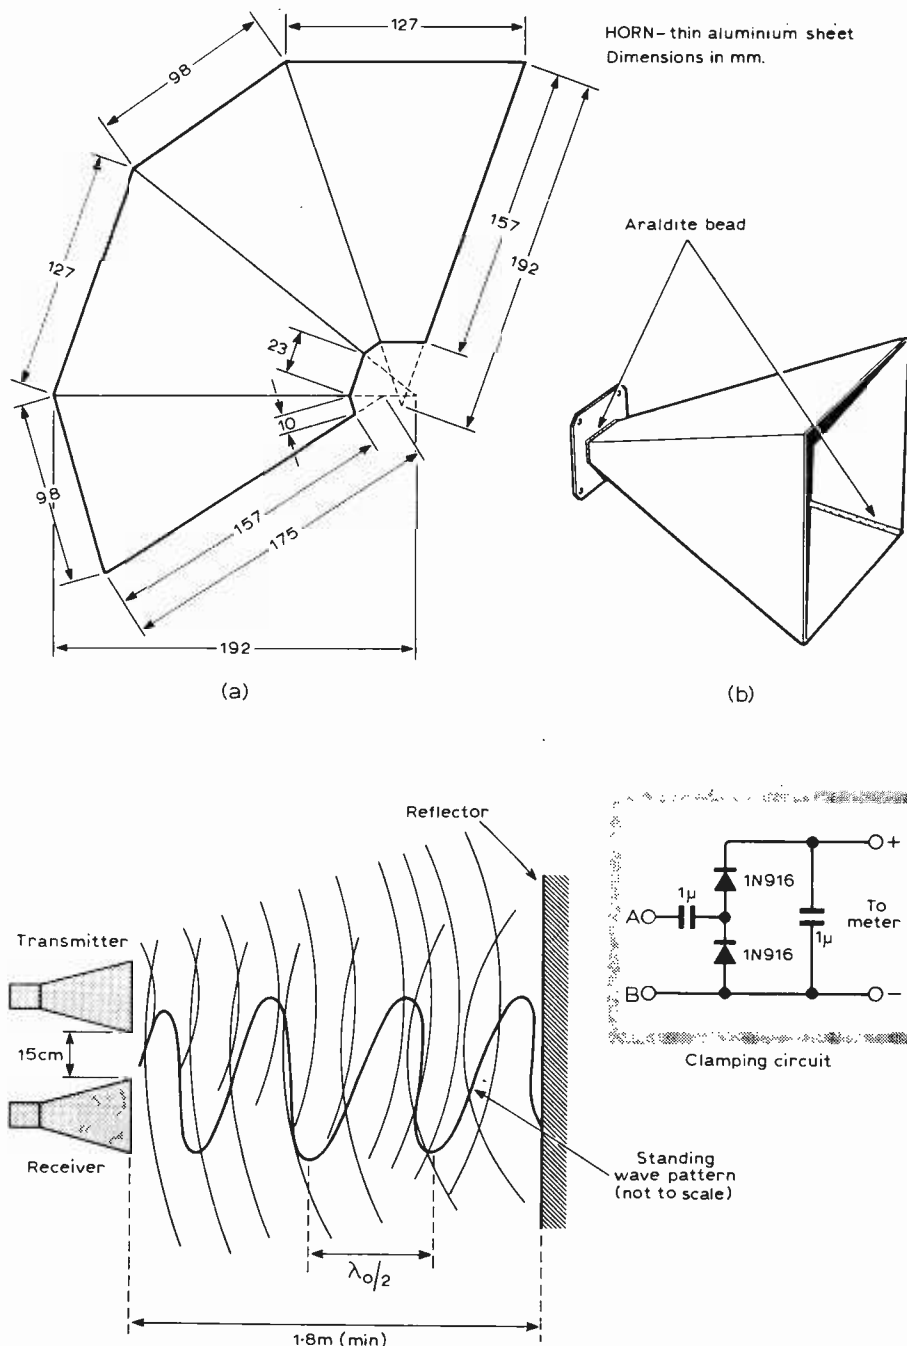 127
HORN–thin aluminium sheet
Dimensions in mm.
98
157
192
127
Araldite bead
23
10
98
157
175
192
(a)
(b)
Reflector
1N916
+
1μ
A
To
meter
1μ
1N916
B
–
Clamping circuit
Transmitter
15cm
Receiver
Standing
wave pattern
(not to scale)
λ₀/2
1·8m (min)